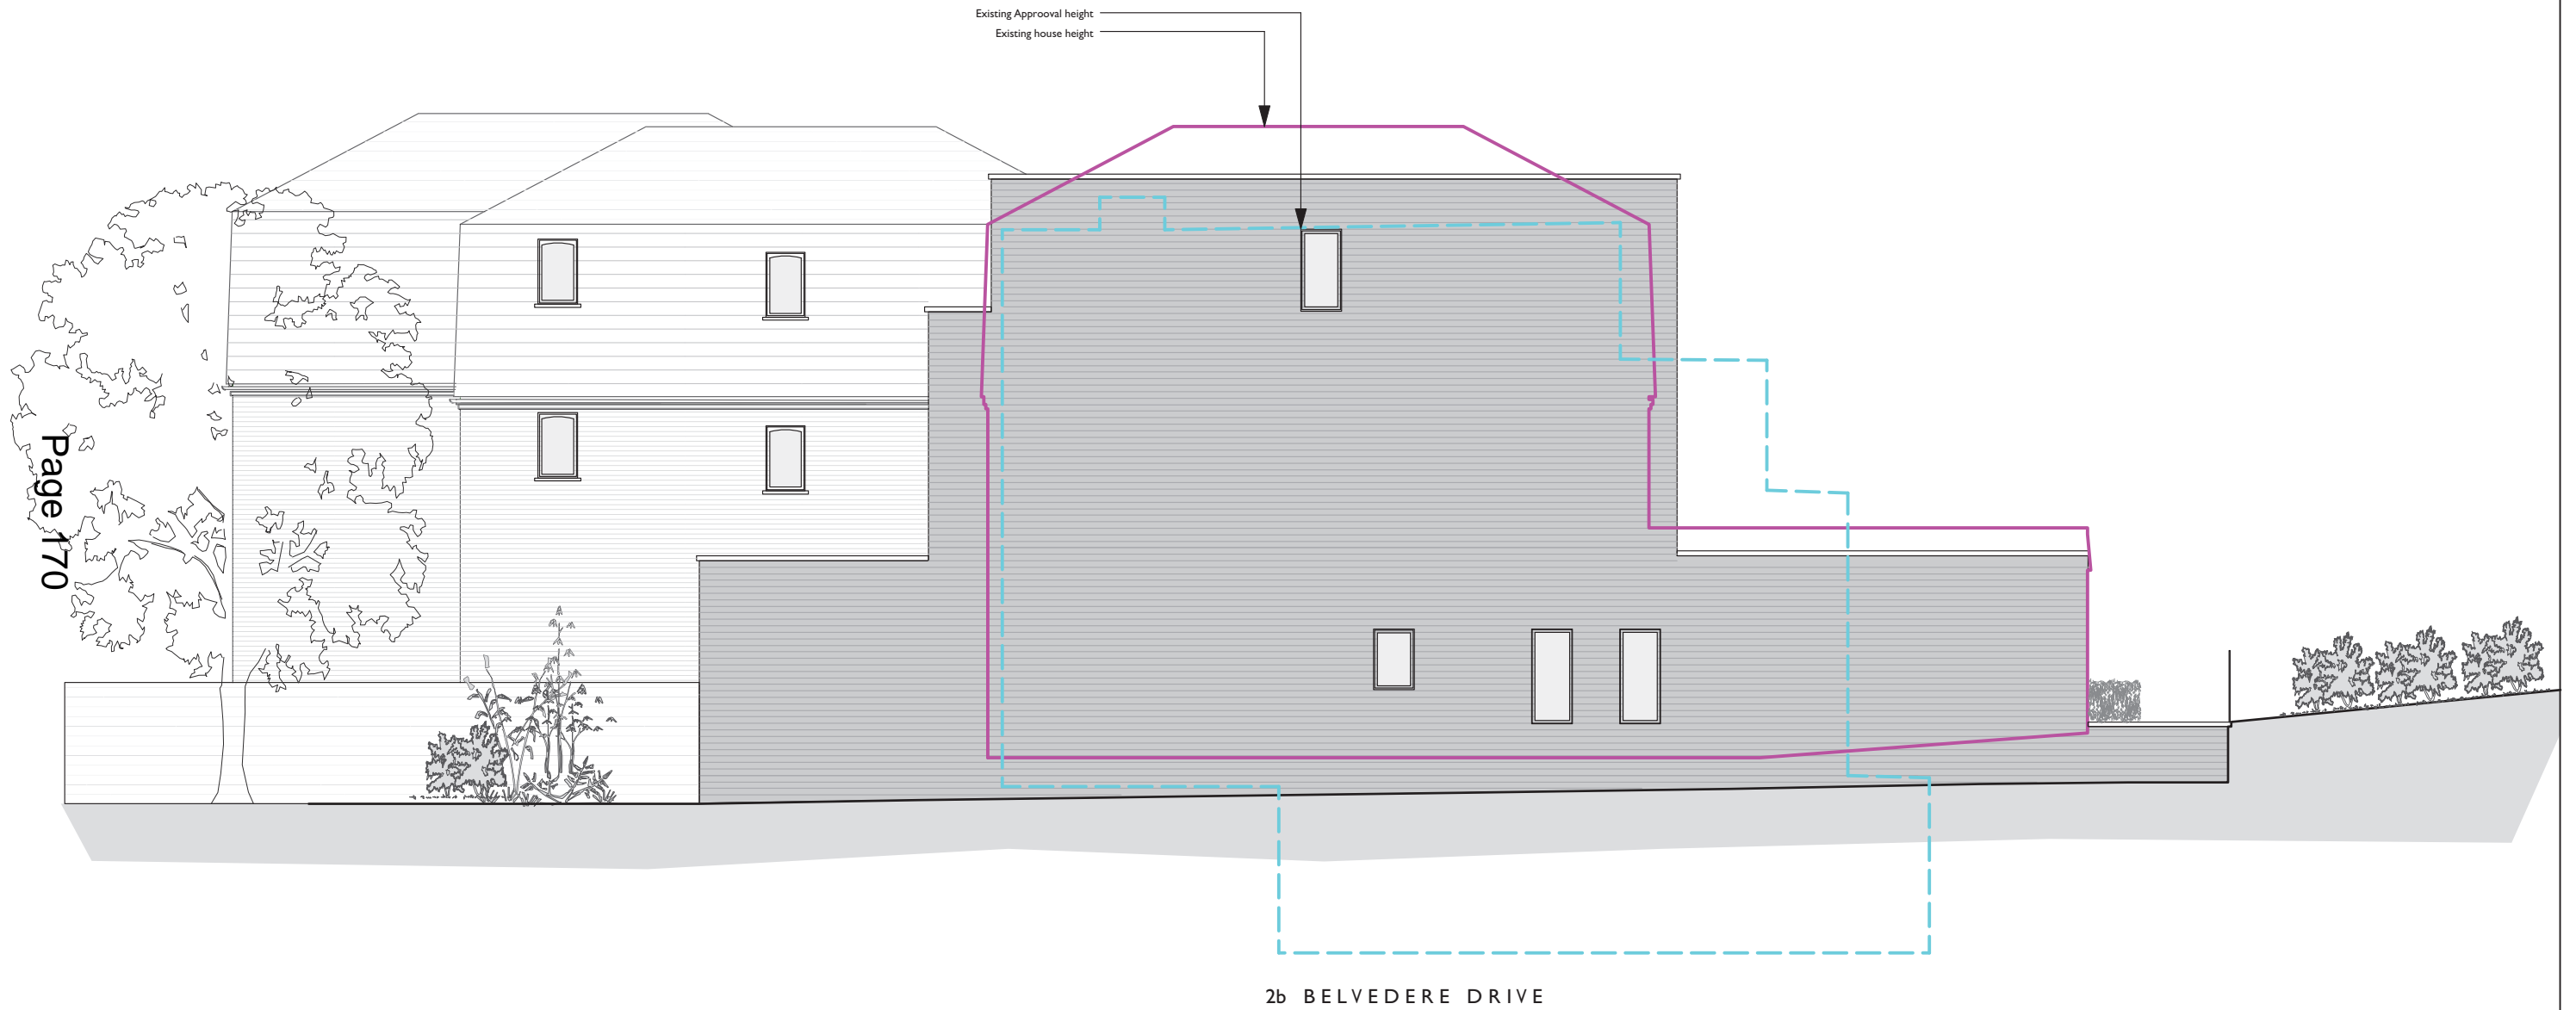 Existing Approoval height
Existing house height
Page 170
2b BELVEDERE DRIVE